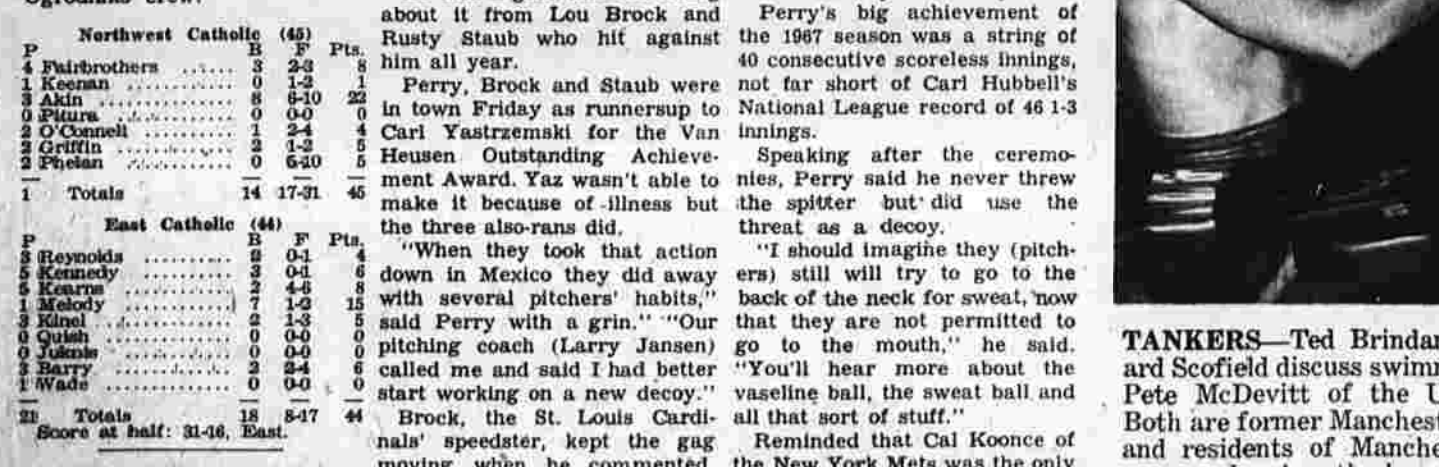 Northwest Catholic (45)
P B F Pts.
4 Fairbrothers ........ 3 2-3 8
1 Keenan ............. 0 1-2 1
3 Akin ............. 8 6-10 22
0 Pitura ............. 0 0-0 0
2 O'Connell .......... 1 2-4 4
2 Griffin ............. 2 1-2 5
2 Phelan ............. 0 5
1 Totals 14 17-31 45
East Catholic (44)
P B F Pts.
3 Reynolds .......... 2 0-1 4
5 Kennedy ............ 3 0-1 6
5 Kearns ............ 2 4-6 8
1 Melody ............ 7 15
3 Kinel ............. 2 1-3 5
0 Quish ............. 0 0-0 0
0 ............. 0 0-0 0
3 Barry ............. 2 2-4 6
1 Wade ............. 0 0-0 0
21 Totals 18 8-17 44
Score at half: 31-16, East.
about it from Lou Brock and
Rusty Staub who hit against
him all year.
Perry, Brock and Staub were
in town Friday as runnersup to
Carl Yastrzemski for the Van
Heusen Outstanding Achieve-
ment Award. Yaz wasn't able to
make it because of illness but
the three also-rans did.
"When they took that action
down in Mexico they did away
with several pitchers' habits,"
said Perry with a grin." "Our
pitching coach (Larry Jansen)
called me and said I had better
start working on a new decoy."
Brock, the St. Louis Cardi-
nals' speedster, kept the gag
moving when he commented
Perry's big achievement of
the 1967 season was a string of
40 consecutive scoreless innings,
not far short of Carl Hubbell's
National League record of 46 1-3
innings.
Speaking after the ceremo-
nies, Perry said he never threw
the spitter but did use the
threat as a decoy.
"I should imagine they (pitch-
ers) still will try to go to the
back of the neck for sweat, now
that they are not permitted to
go to the mouth," he said.
"You'll hear more about the
vaseline ball, the sweat ball and
all that sort of stuff."
Reminded that Cal Koonce of
the New York Mets was the only
TANKERS—Ted Brindar
ard Scofield discuss swimm
Pete McDevitt of the U
Both are former Manchest
and residents of Manche